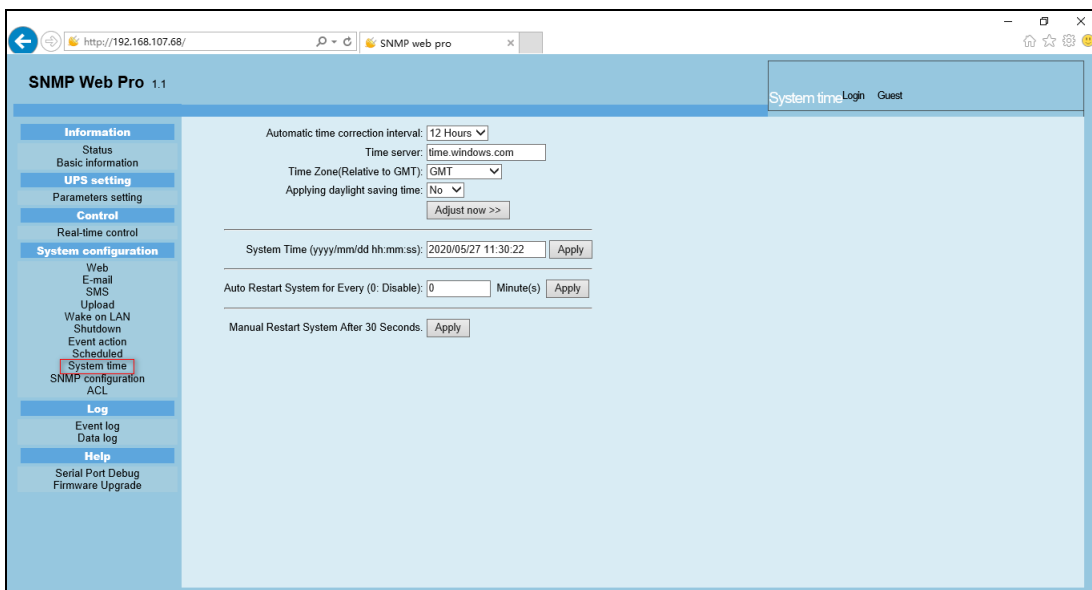 http://192.168.107.68/
SNMP web pro
SNMP Web Pro 1.1
System time Login Guest
Information
Status
Basic information
UPS setting
Parameters setting
Control
Real-time control
System configuration
Web
E-mail
SMS
Upload
Wake on LAN
Shutdown
Event action
Scheduled
System time
SNMP configuration
ACL
Log
Event log
Data log
Help
Serial Port Debug
Firmware Upgrade
Automatic time correction interval: 12 Hours
Time server: time.windows.com
Time Zone(Relative to GMT): GMT
Applying daylight saving time: No
Adjust now >>
System Time (yyyy/mm/dd hh:mm:ss): 2020/05/27 11:30:22 Apply
Auto Restart System for Every (0: Disable): 0 Minute(s) Apply
Manual Restart System After 30 Seconds. Apply